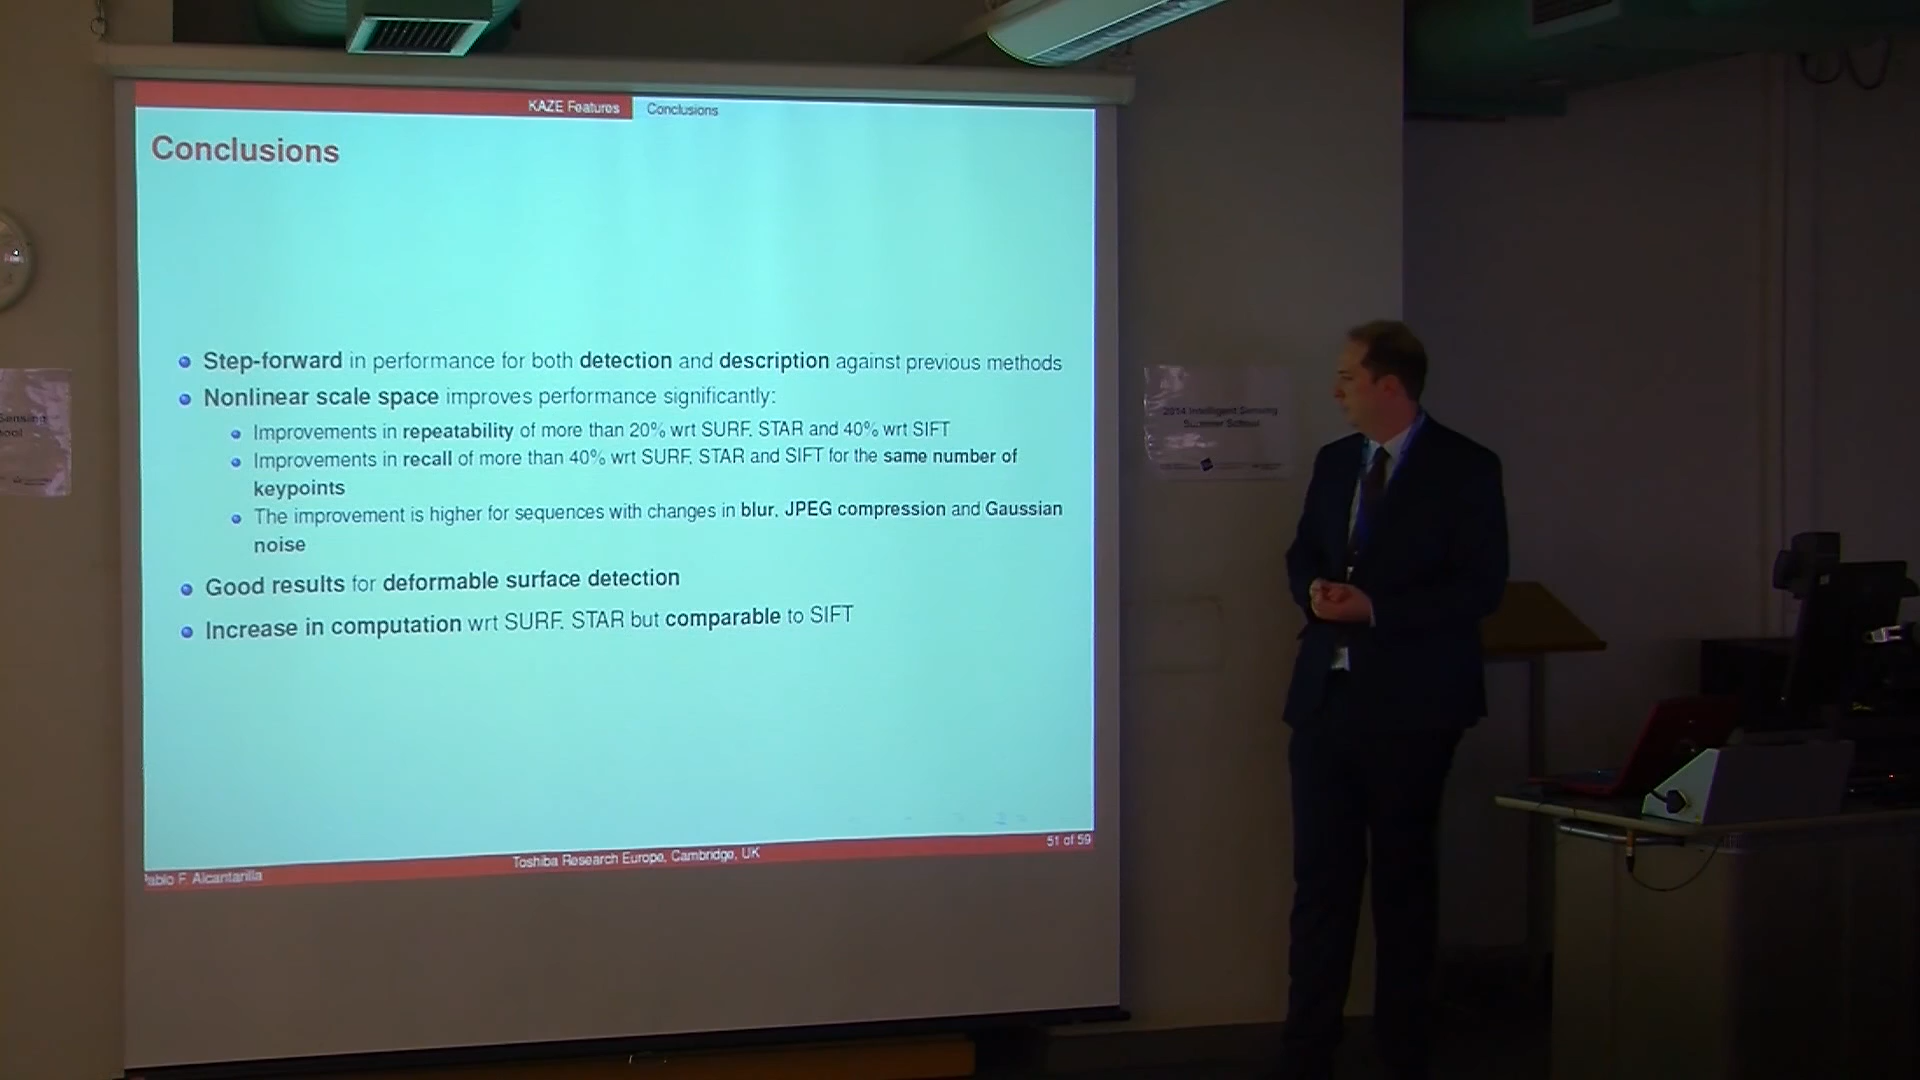 KAZE Features
Conclusions
Conclusions
Step-forward in performance for both detection and description against previous methods
Nonlinear scale space improves performance significantly:
Improvements in repeatability of more than 20% wrt SURF, STAR and 40% wrt SIFT
Improvements in recall of more than 40% wrt SURF, STAR and SIFT for the same number of
keypoints
The improvement is higher for sequences with changes in blur, JPEG compression and Gaussian
noise
Good results for deformable surface detection
Increase in computation wrt SURF, STAR but comparable to SIFT
Pablo F. Alcantarilla
Toshiba Research Europe, Cambridge, UK
51 of 59
2014 Intelligent Sensing
Summer School
Sensing